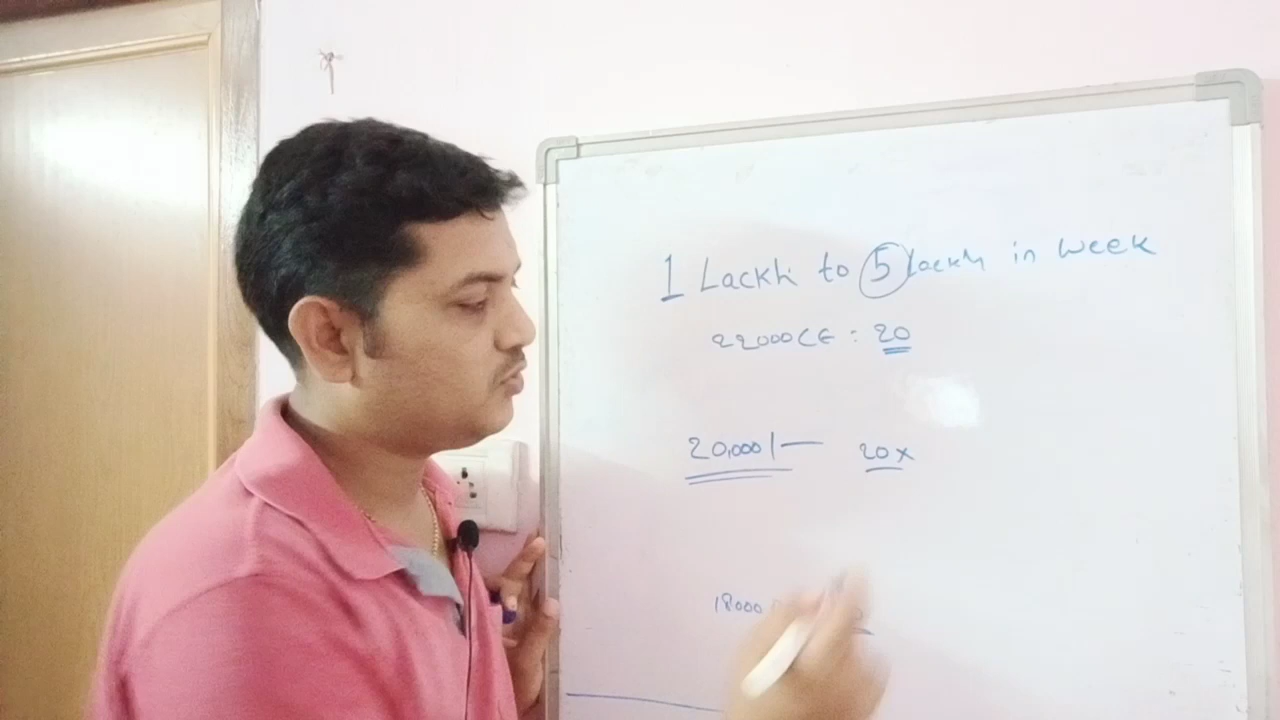 1 Lackh to 5 lackh in week
22000CE : 20
20,000/— 20x
18000